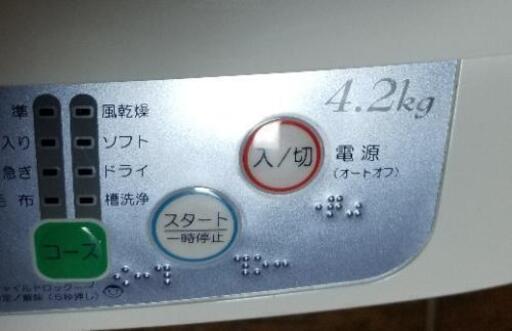 4.2kg
準 風乾燥
入り ソフト
急ぎ ドライ
毛布 槽洗浄
入/切
電源
(オートオフ)
スタート
一時停止
コース